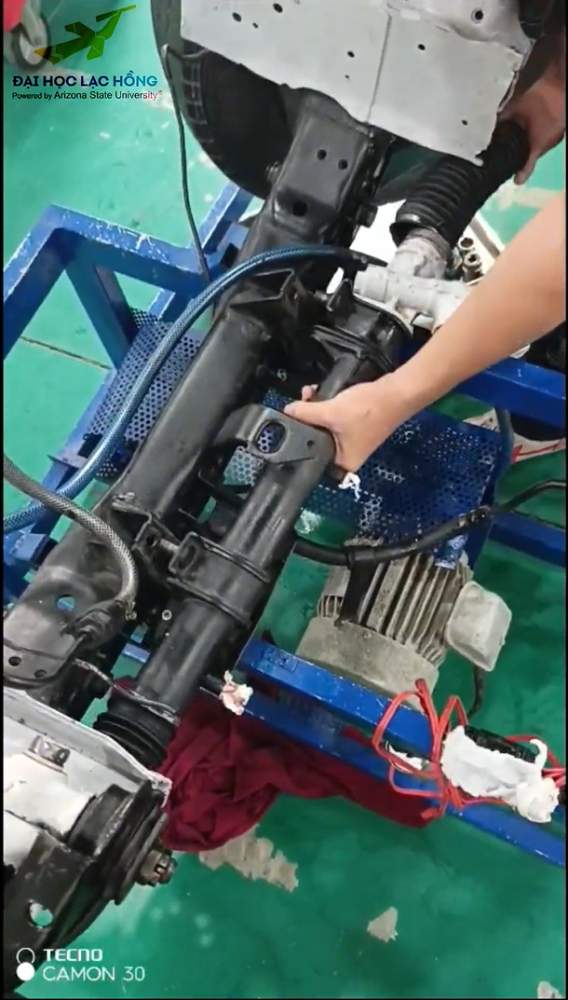 ĐẠI HỌC LẠC HỒNG
Powered by Arizona State University®
TECNO
CAMON 30